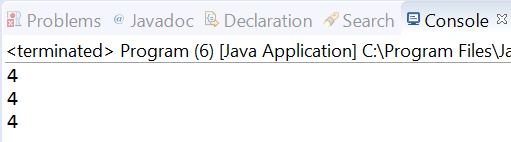 Problems @ Javadoc Declaration Search Console
<terminated> Program (6) [Java Application] C:\Program Files\Ja
4
4
4